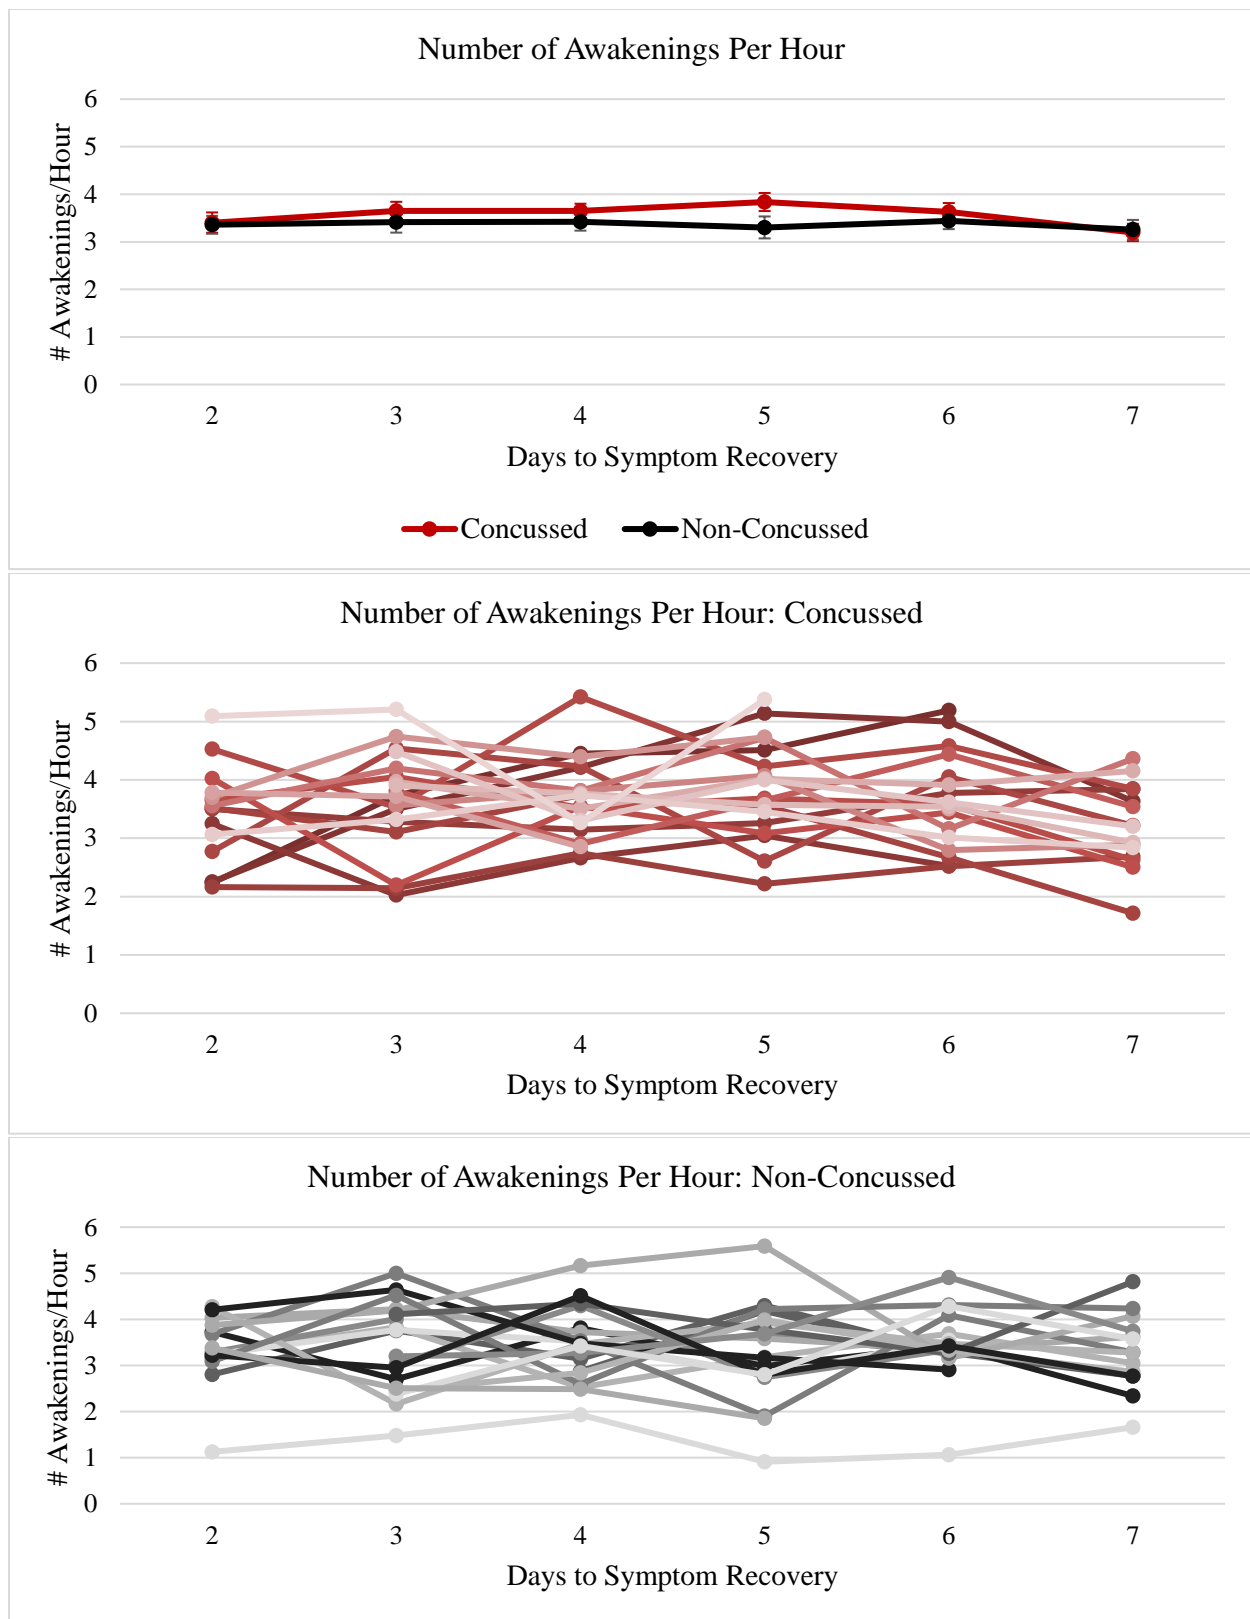 Number of Awakenings Per Hour
# Awakenings/Hour
6
5
4
3
2
1
0
2 3 4 5 6 7
Days to Symptom Recovery
Concussed Non-Concussed
Number of Awakenings Per Hour: Concussed
# Awakenings/Hour
6
5
4
3
2
1
0
2 3 4 5 6 7
Days to Symptom Recovery
Number of Awakenings Per Hour: Non-Concussed
# Awakenings/Hour
6
5
4
3
2
1
0
2 3 4 5 6 7
Days to Symptom Recovery